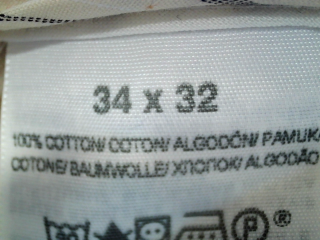 34 x 32
100% COTTON/ COTON/ ALGODÓN/ PAMUK/
COTONE/ BAUMWOLLE/ ХЛОПОК/ ALGODÃO
P ®